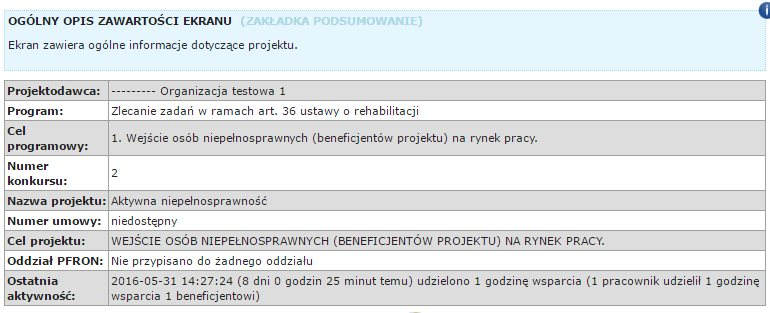 OGÓLNY OPIS ZAWARTOŚCI EKRANU (ZAKŁADKA PODSUMOWANIE)
i
Ekran zawiera ogólne informacje dotyczące projektu.
Projektodawca: --------- Organizacja testowa 1
Program: Zlecanie zadań w ramach art. 36 ustawy o rehabilitacji
Cel
programowy: 1. Wejście osób niepełnosprawnych (beneficjentów projektu) na rynek pracy.
Numer
konkursu: 2
Nazwa projektu: Aktywna niepełnosprawność
Numer umowy: niedostępny
Cel projektu: WEJŚCIE OSÓB NIEPEŁNOSPRAWNYCH (BENEFICJENTÓW PROJEKTU) NA RYNEK PRACY.
Oddział PFRON: Nie przypisano do żadnego oddziału
Ostatnia
aktywność: 2016-05-31 14:27:24 (8 dni 0 godzin 25 minut temu) udzielono 1 godzinę wsparcia (1 pracownik udzielił 1 godzinę
wsparcia 1 beneficjentowi)